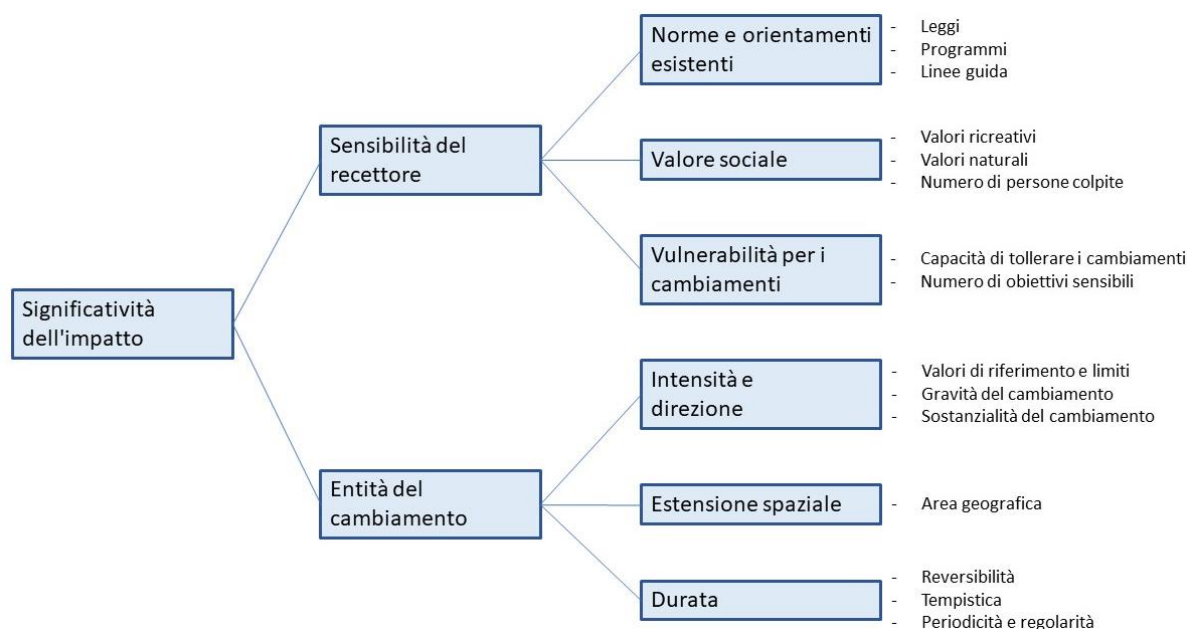 Significatività
dell'impatto
Sensibilità del
recettore
Norme e orientamenti
esistenti
- Leggi
- Programmi
- Linee guida
Valore sociale
- Valori ricreativi
- Valori naturali
- Numero di persone colpite
Vulnerabilità per i
cambiamenti
- Capacità di tollerare i cambiamenti
- Numero di obiettivi sensibili
Entità del
cambiamento
Intensità e
direzione
- Valori di riferimento e limiti
- Gravità del cambiamento
- Sostanzialità del cambiamento
Estensione spaziale
- Area geografica
Durata
- Reversibilità
- Tempistica
- Periodicità e regolarità